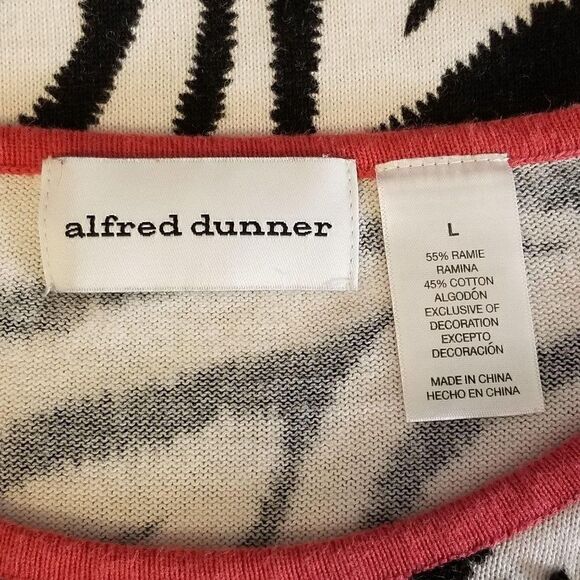 alfred dunner
L
55% RAMIE
RAMINA
45% COTTON
ALGODÓN
EXCLUSIVE OF
DECORATION
EXCEPTO
DECORACIÓN
MADE IN CHINA
HECHO EN CHINA